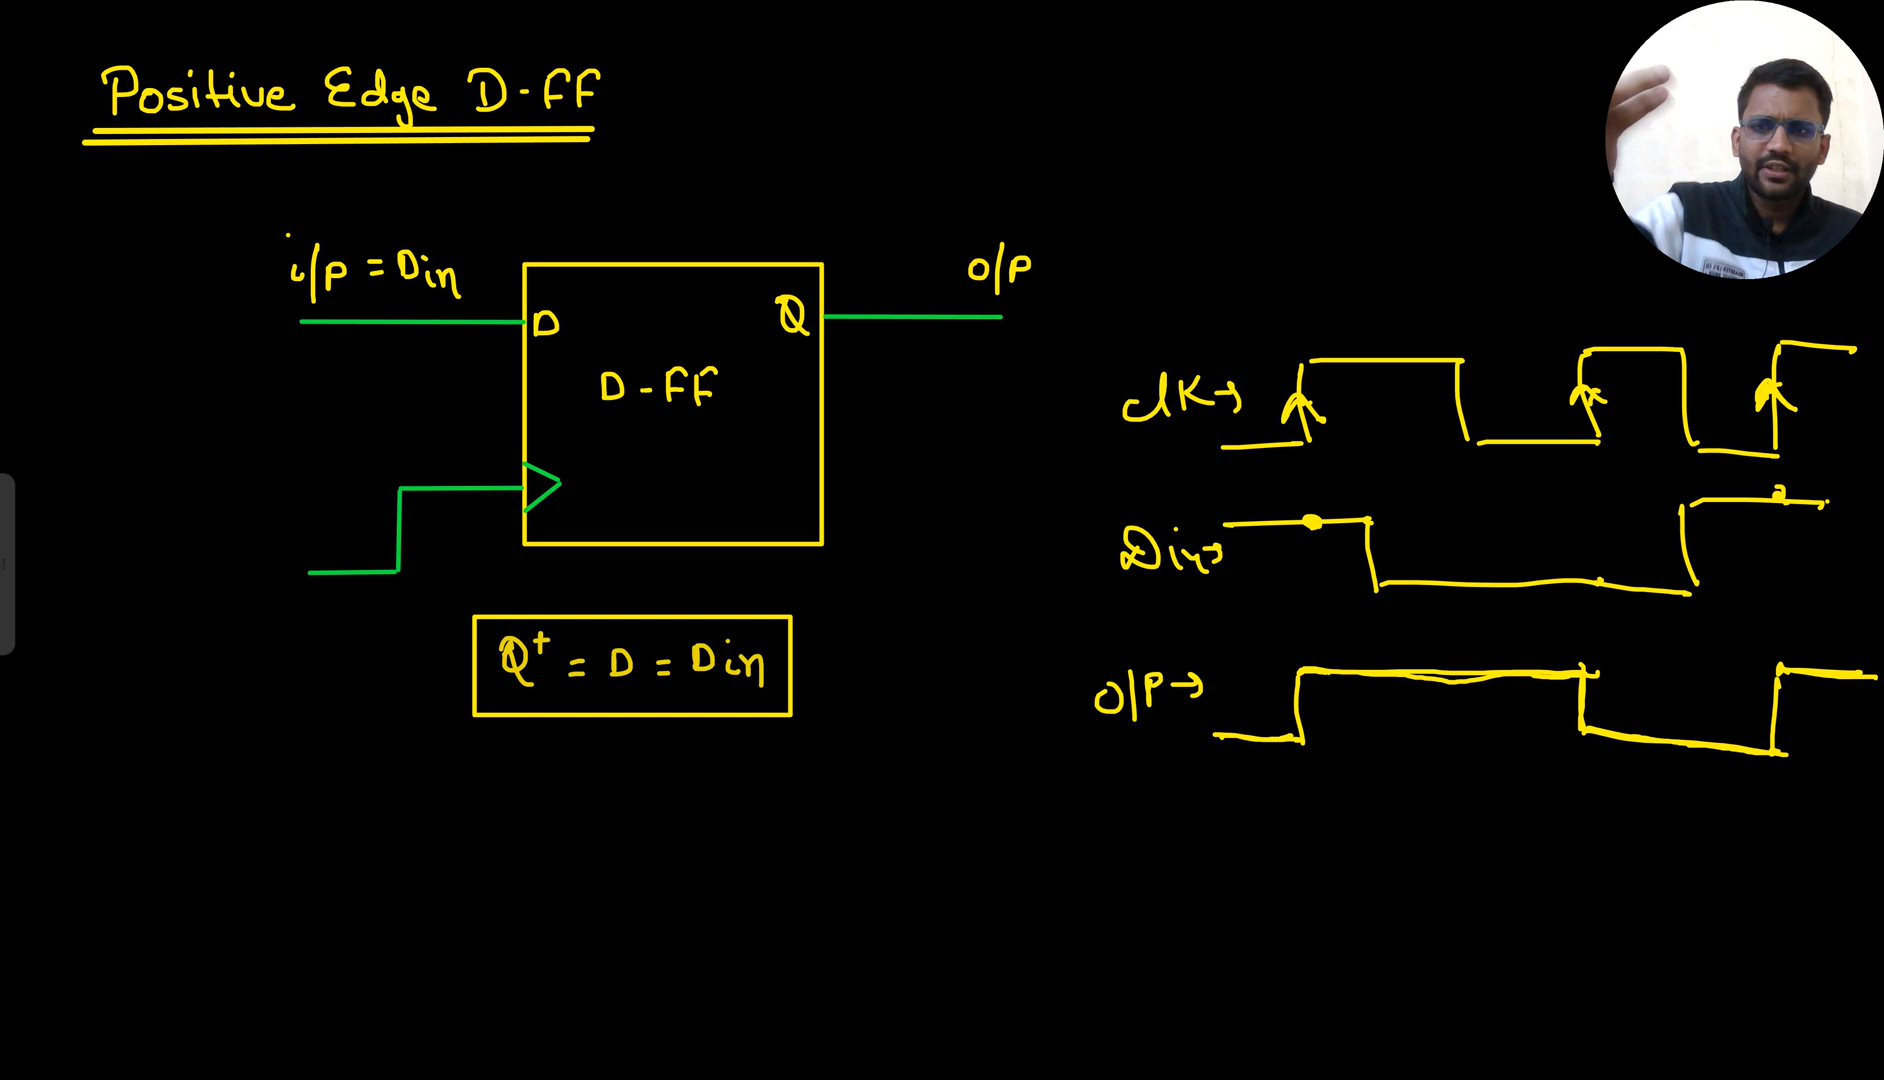 Positive Edge D-FF
i/p = Din
O/P
D
Q
D-FF
Q⁺ = D = Din
clk→
Din→
O/P→